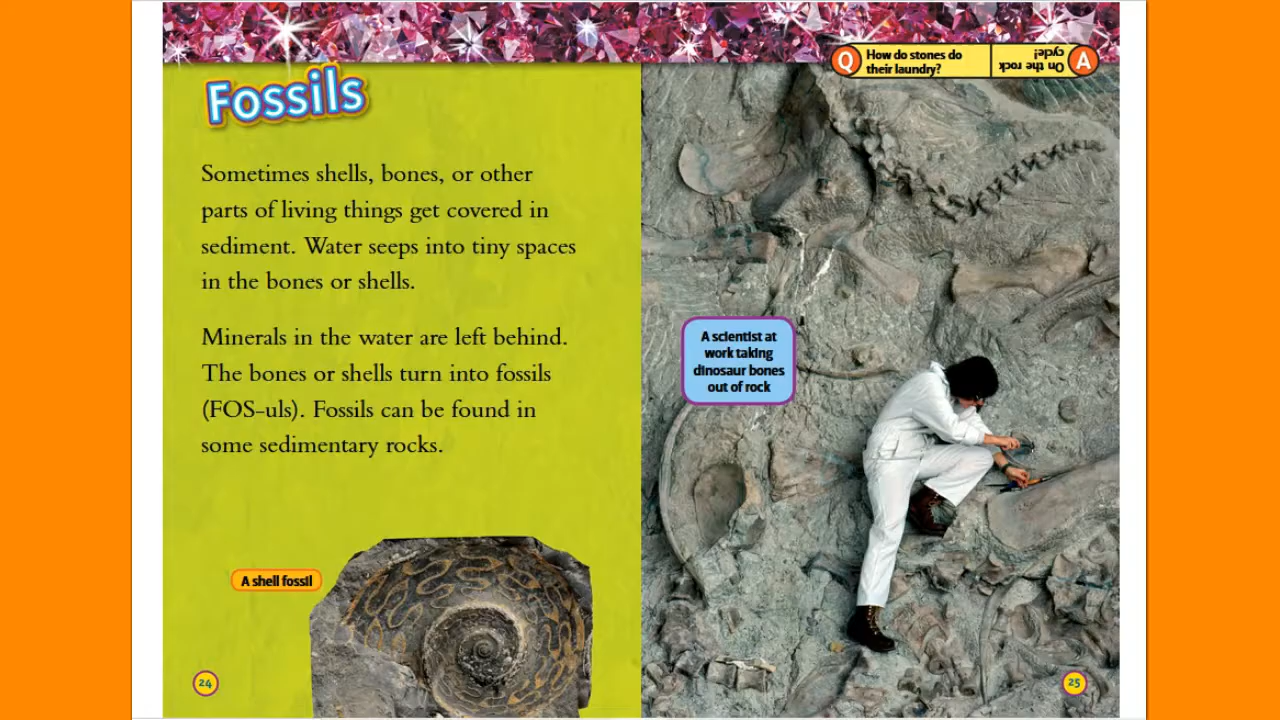 Fossils
Sometimes shells, bones, or other
parts of living things get covered in
sediment. Water seeps into tiny spaces
in the bones or shells.
Minerals in the water are left behind.
The bones or shells turn into fossils
(FOS-uls). Fossils can be found in
some sedimentary rocks.
A shell fossil
24
Q
How do stones do
their laundry?
On the rock
cycle!
A
A scientist at
work taking
dinosaur bones
out of rock
25